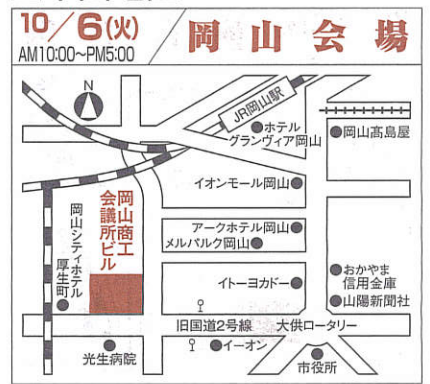 10/6(火)
AM10:00~PM5:00
岡山会場
N
JR岡山駅
ホテル
グランヴィア岡山
岡山髙島屋
イオンモール岡山
岡山商工
会議所ビル
岡山シティホテル
厚生町
アークホテル岡山
メルパルク岡山
イトーヨカドー
おかやま
信用金庫
山陽新聞社
旧国道2号線
大供ロータリー
イーオン
光生病院
市役所